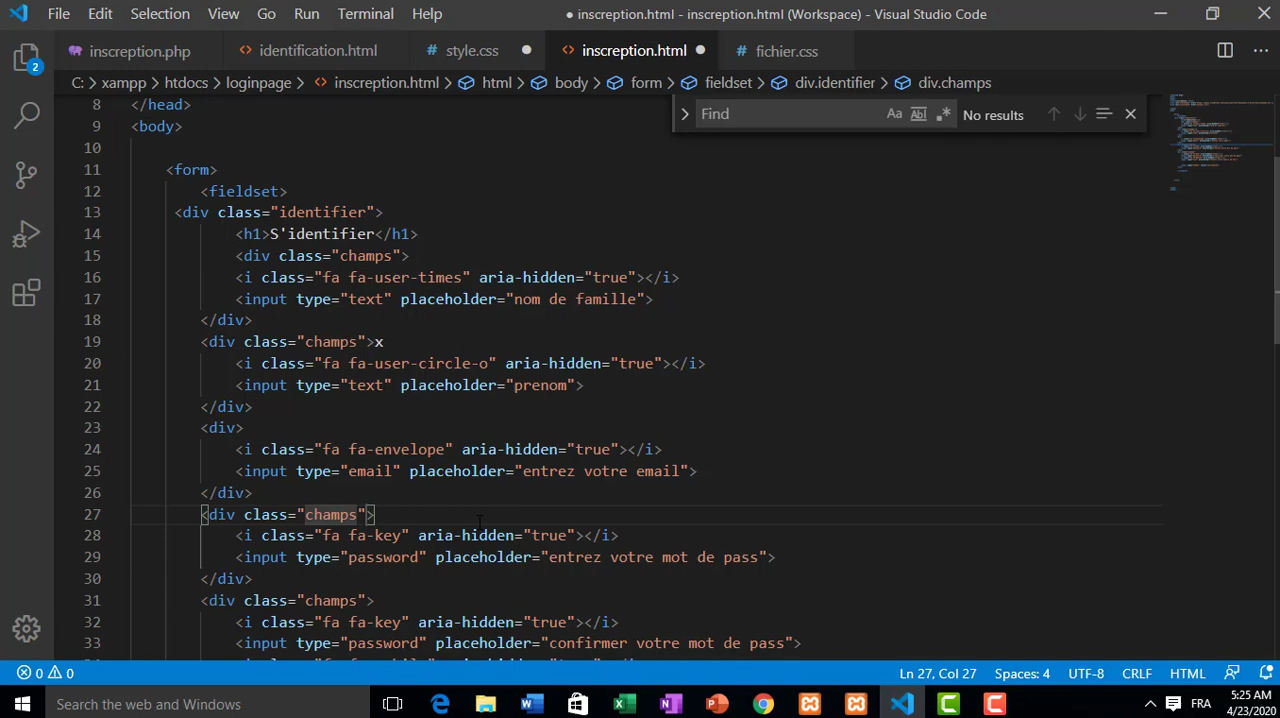 File Edit Selection View Go Run Terminal Help ● inscreption.html - inscreption.html (Workspace) - Visual Studio Code
inscreption.php identification.html # style.css inscreption.html # fichier.css
C: > xampp > htdocs > loginpage > inscreption.html > html > body > form > fieldset > div.identifier > div.champs
Find Aa Abl .* No results
2
8 </head>
9 <body>
10
11 <form>
12 <fieldset>
13 <div class="identifier">
14 <h1>S'identifier</h1>
15 <div class="champs">
16 <i class="fa fa-user-times" aria-hidden="true"></i>
17 <input type="text" placeholder="nom de famille">
18 </div>
19 <div class="champs">x
20 <i class="fa fa-user-circle-o" aria-hidden="true"></i>
21 <input type="text" placeholder="prenom">
22 </div>
23 <div>
24 <i class="fa fa-envelope" aria-hidden="true"></i>
25 <input type="email" placeholder="entrez votre email">
26 </div>
27 <div class="champs">
28 <i class="fa fa-key" aria-hidden="true"></i>
29 <input type="password" placeholder="entrez votre mot de pass">
30 </div>
31 <div class="champs">
32 <i class="fa fa-key" aria-hidden="true"></i>
33 <input type="password" placeholder="confirmer votre mot de pass">
0 0 Ln 27, Col 27 Spaces: 4 UTF-8 CRLF HTML
Search the web and Windows FRA 5:25 AM
4/23/2020